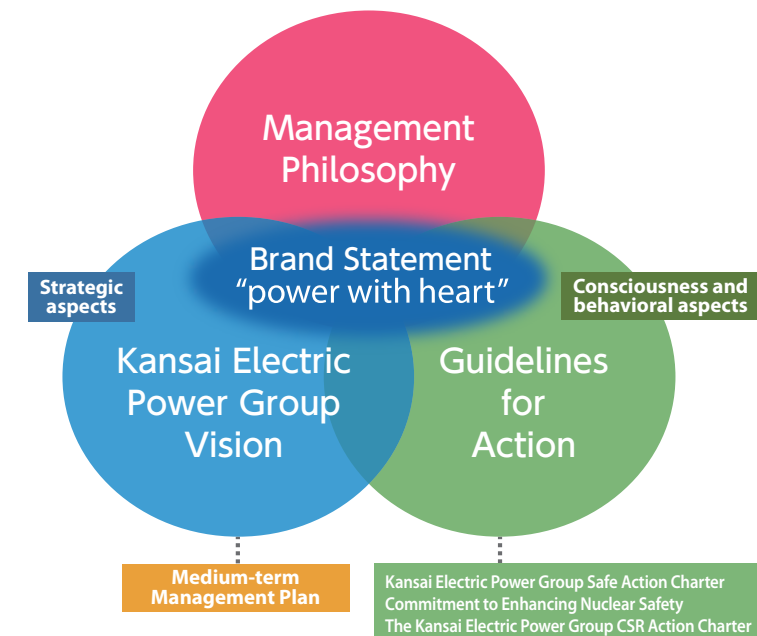 Management
Philosophy
Brand Statement
“power with heart”
Strategic
aspects
Consciousness and
behavioral aspects
Kansai Electric
Power Group
Vision
Guidelines
for
Action
Medium-term
Management Plan
Kansai Electric Power Group Safe Action Charter
Commitment to Enhancing Nuclear Safety
The Kansai Electric Power Group CSR Action Charter